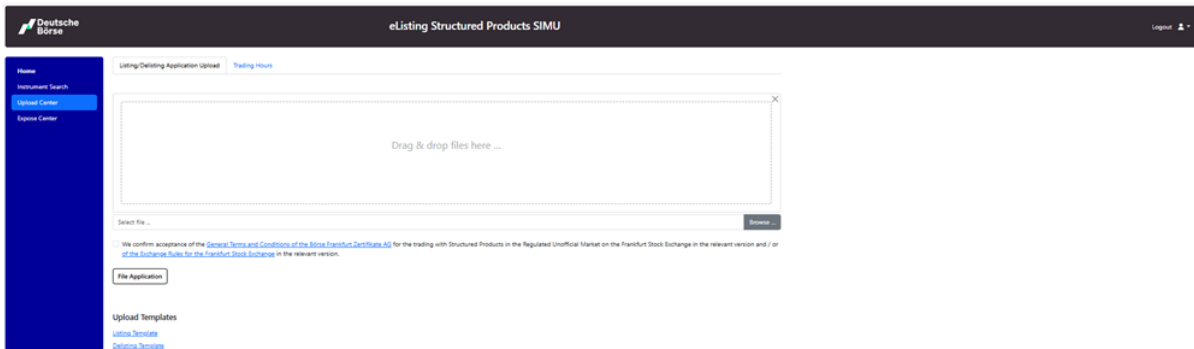 Deutsche
Börse
eListing Structured Products SIMU
Logout
Home
Instrument Search
Upload Center
Expose Center
Listing/Delisting Application Upload
Trading Hours
Drag & drop files here ...
Select file ...
Browse ...
We confirm acceptance of the General Terms and Conditions of the Börse Frankfurt Zertifikate AG for the trading with Structured Products in the Regulated Unofficial Market on the Frankfurt Stock Exchange in the relevant version and / or
of the Exchange Rules for the Frankfurt Stock Exchange in the relevant version.
File Application
Upload Templates
Listing Template
Delisting Template